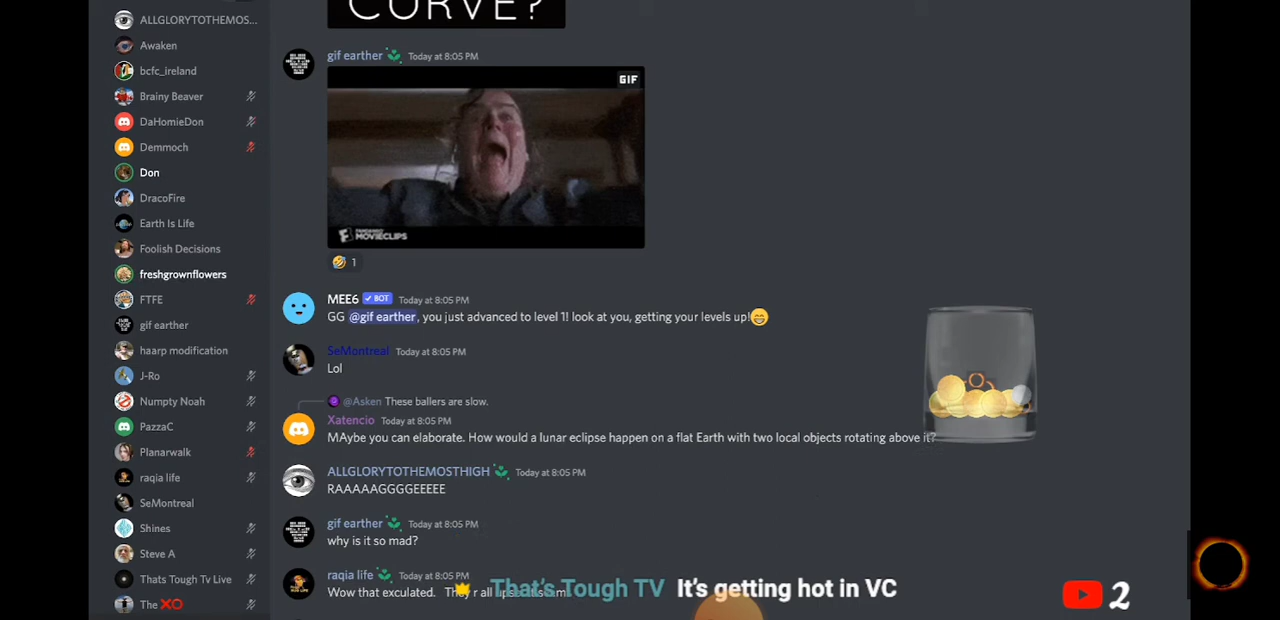 ALLGLORYTOTHEMOS...
Awaken
bcfc_ireland
Brainy Beaver
DaHomieDon
Demmoch
Don
DracoFire
Earth Is Life
Foolish Decisions
freshgrownflowers
FTFE
gif earther
haarp modification
J-Ro
Numpty Noah
PazzaC
Planarwalk
raqia life
SeMontreal
Shines
Steve A
Thats Tough Tv Live
The XO
CURVE?
gif earther Today at 8:05 PM
GIF
FANDANGO
MOVIECLIPS
1
MEE6 BOT Today at 8:05 PM
GG @gif earther, you just advanced to level 1! look at you, getting your levels up!
SeMontreal Today at 8:05 PM
Lol
@Asken These ballers are slow.
Xatencio Today at 8:05 PM
MAybe you can elaborate. How would a lunar eclipse happen on a flat Earth with two local objects rotating above it?
ALLGLORYTOTHEMOSTHIGH Today at 8:05 PM
RAAAAAGGGGEEEEE
gif earther Today at 8:05 PM
why is it so mad?
raqia life Today at 8:05 PM
Wow that exculated. They r all
That's Tough TV It's getting hot in VC
2